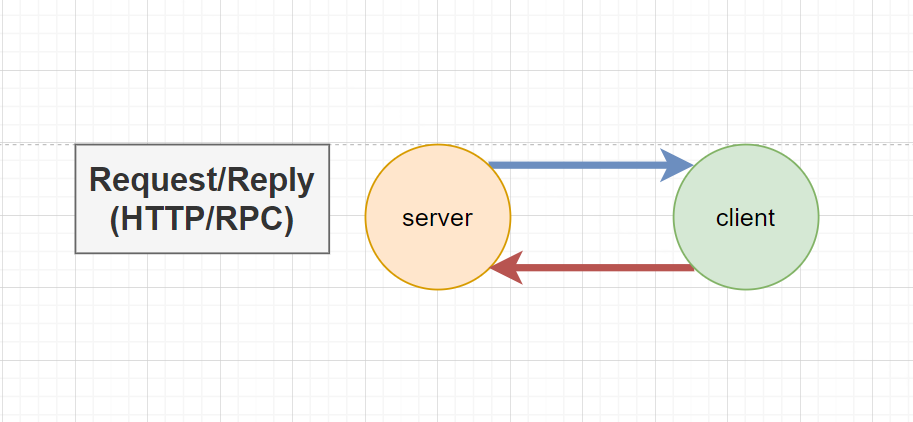 Request/Reply
(HTTP/RPC)
server
client